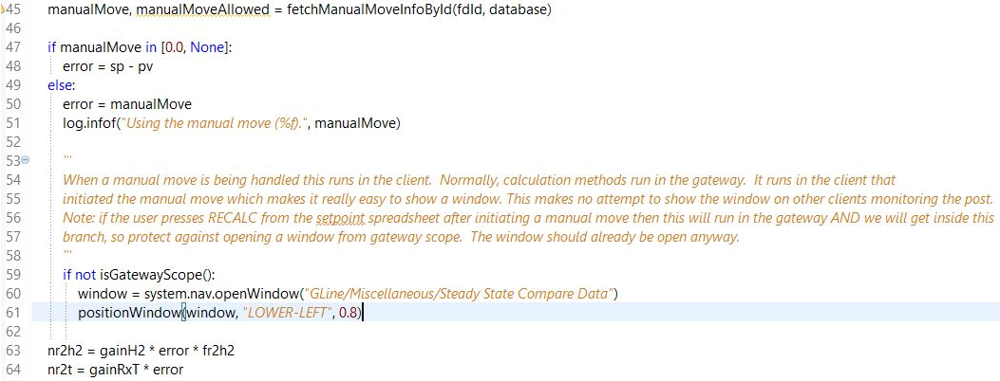 45 manualMove, manualMoveAllowed = fetchManualMoveInfoById(fdId, database)
46
47 if manualMove in [0.0, None]:
48 error = sp - pv
49 else:
50 error = manualMove
51 log.infof("Using the manual move (%f).", manualMove)
52
53 '''
54 When a manual move is being handled this runs in the client.  Normally, calculation methods run in the gateway.  It runs in the client that
55 initiated the manual move which makes it really easy to show a window. This makes no attempt to show the window on other clients monitoring the post.
56 Note: if the user presses RECALC from the setpoint spreadsheet after initiating a manual move then this will run in the gateway AND we will get inside this
57 branch, so protect against opening a window from gateway scope.  The window should already be open anyway.
58 '''
59 if not isGatewayScope():
60 window = system.nav.openWindow("GLine/Miscellaneous/Steady State Compare Data")
61 positionWindow(window, "LOWER-LEFT", 0.8)
62
63 nr2h2 = gainH2 * error * fr2h2
64 nr2t = gainRxT * error